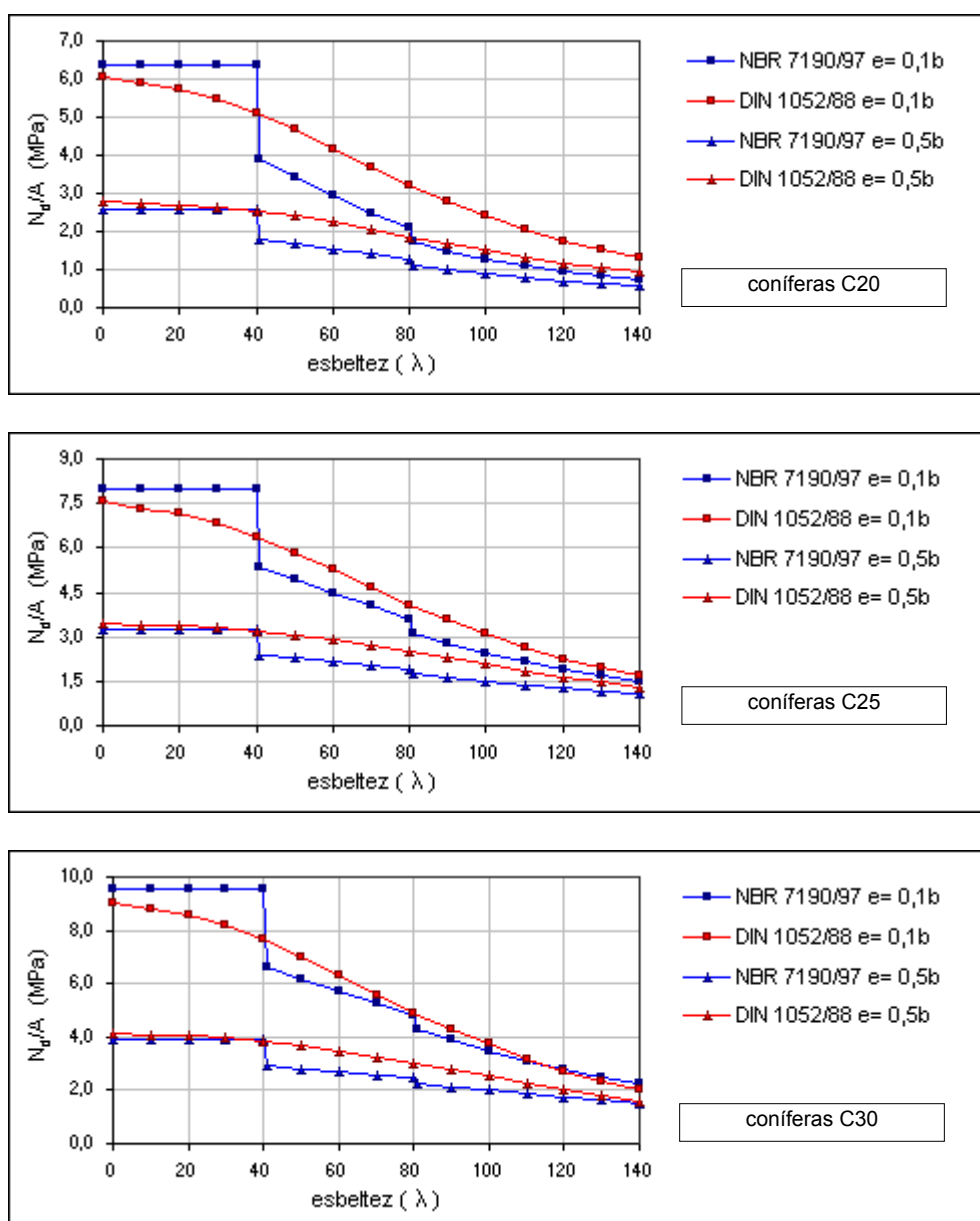 7,0
6,0
5,0
4,0
3,0
2,0
1,0
0,0
N_d/A (MPa)
0 20 40 60 80 100 120 140
esbeltez ( λ )
NBR 7190/97 e= 0,1b
DIN 1052/88 e= 0,1b
NBR 7190/97 e= 0,5b
DIN 1052/88 e= 0,5b
coníferas C20
9,0
7,5
6,0
4,5
3,0
1,5
0,0
N_d/A (MPa)
0 20 40 60 80 100 120 140
esbeltez ( λ )
NBR 7190/97 e= 0,1b
DIN 1052/88 e= 0,1b
NBR 7190/97 e= 0,5b
DIN 1052/88 e= 0,5b
coníferas C25
10,0
8,0
6,0
4,0
2,0
0,0
N_d/A (MPa)
0 20 40 60 80 100 120 140
esbeltez ( λ )
NBR 7190/97 e= 0,1b
DIN 1052/88 e= 0,1b
NBR 7190/97 e= 0,5b
DIN 1052/88 e= 0,5b
coníferas C30